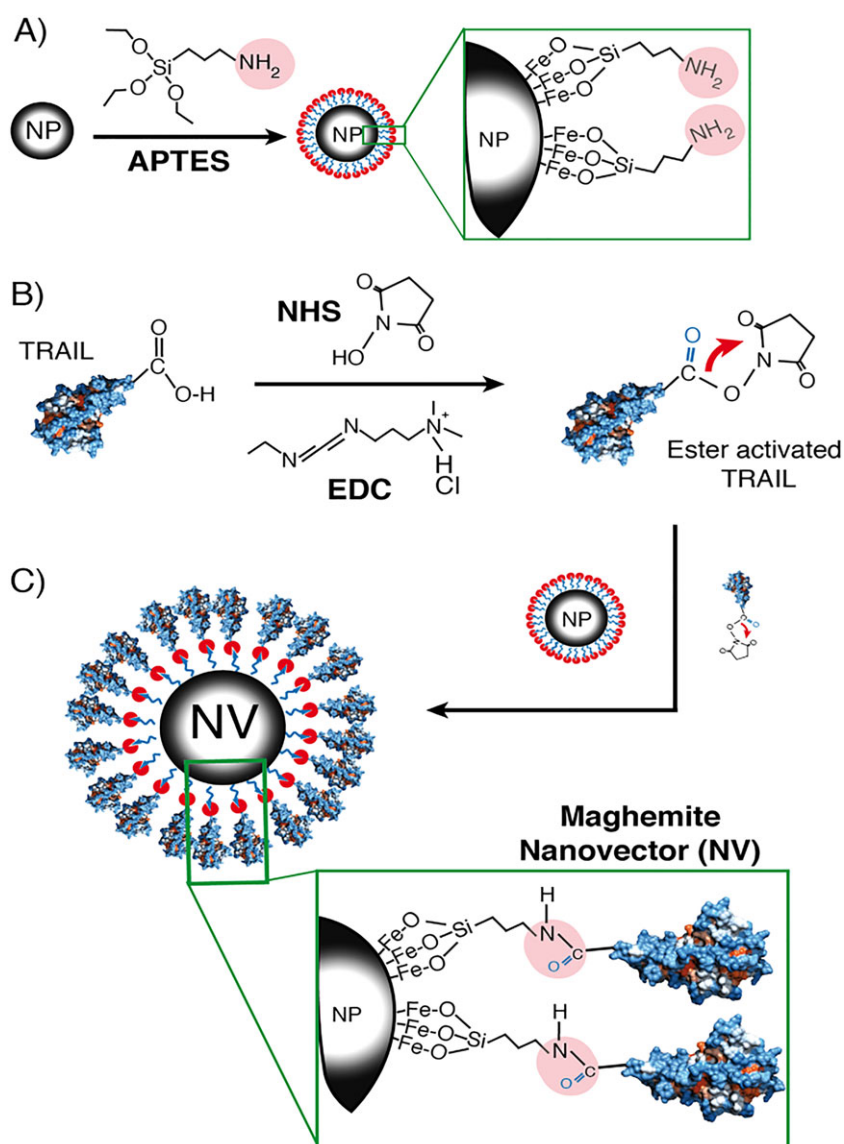 A)
O
Si
NH2
O
O
NP
APTES
NP
NP
Fe-O
Fe-O
Fe-O
Si
NH2
Fe-O
Fe-O
Fe-O
Si
NH2
B)
TRAIL
O
C
O-H
NHS
O
N
HO
O
N
N
N+
H
Cl
EDC
O
C
O
O
N
O
Ester activated
TRAIL
C)
NP
NV
Maghemite
Nanovector (NV)
NP
Fe-O
Fe-O
Fe-O
Si
H
N
C
O
Fe-O
Fe-O
Fe-O
Si
H
N
C
O